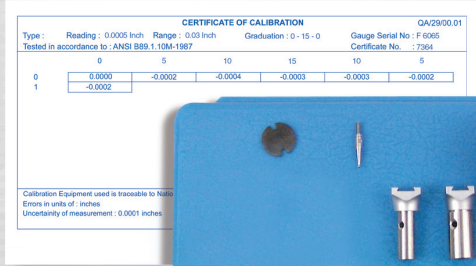 CERTIFICATE OF CALIBRATION QA/29/00.01
Type : Reading : 0.0005 Inch Range : 0.03 Inch Graduation : 0 - 15 - 0 Gauge Serial No : F 6065
Tested in accordance to : ANSI B89.1.10M-1987 Certificate No. : 7364
0 5 10 15 10 5
0 0.0000 -0.0002 -0.0004 -0.0003 -0.0003 -0.0002
1 -0.0002
Calibration Equipment used is traceable to Natio
Errors in units of : inches
Uncertainity of measurement : 0.0001 inches